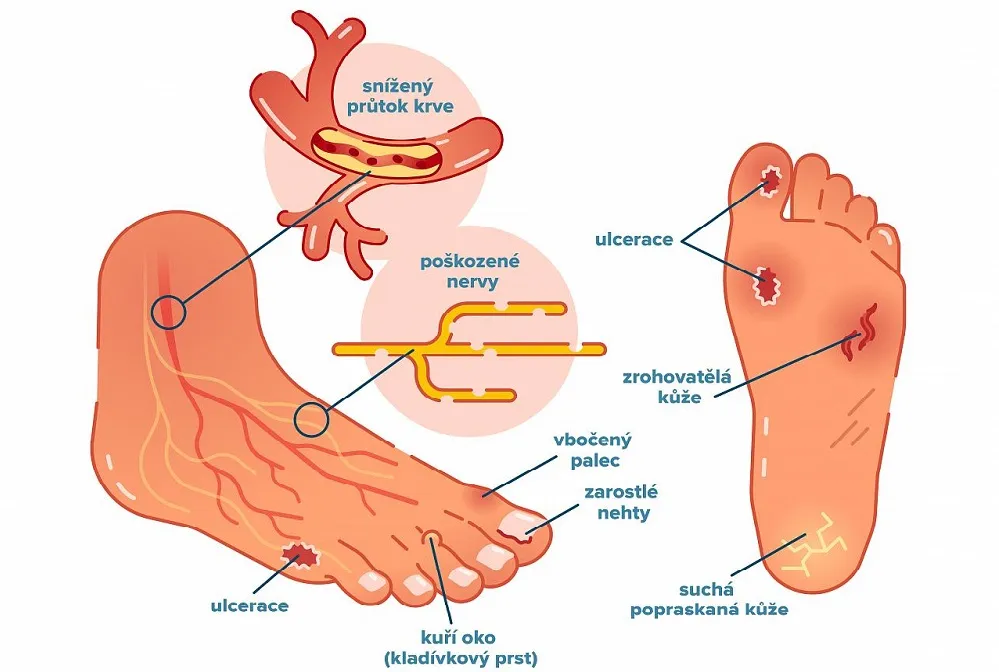 snížený
průtok krve
poškozené
nervy
ulcerace
zrohovatělá
kůže
vbočený
palec
zarostlé
nehty
suchá
popraskaná kůže
ulcerace
kuří oko
(kladívkový prst)